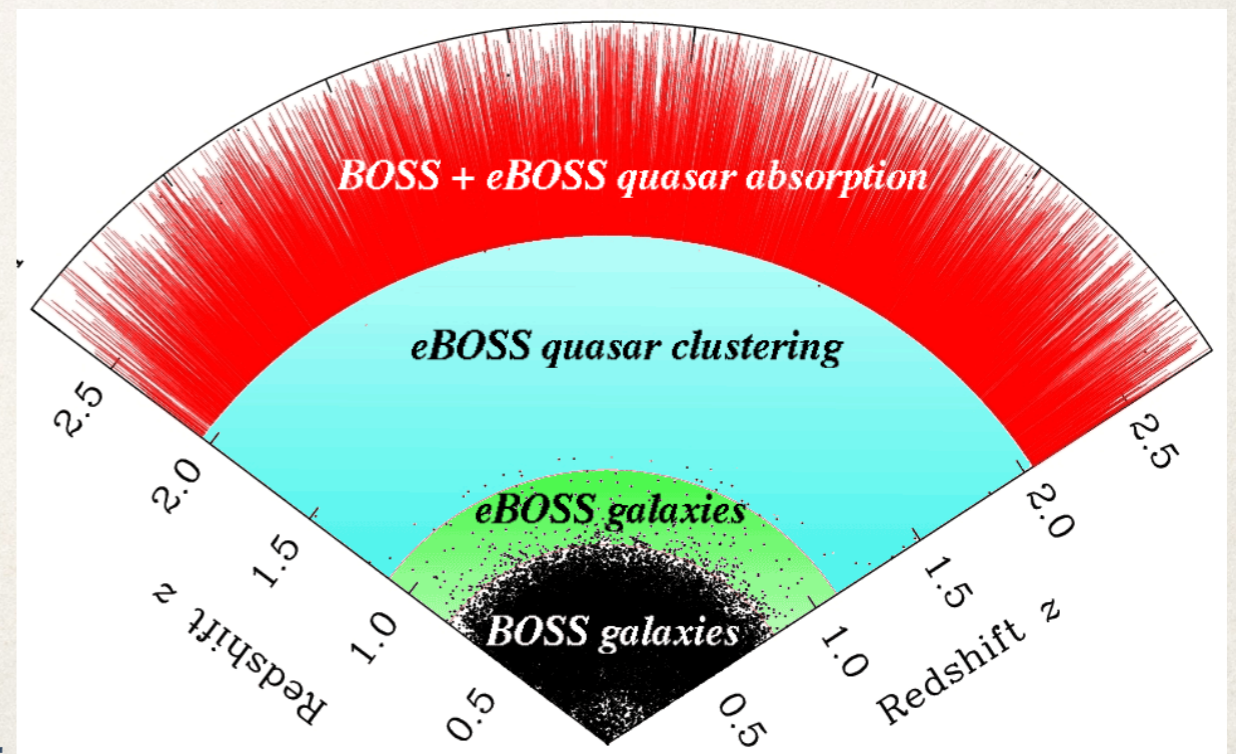 BOSS + eBOSS quasar absorption
eBOSS quasar clustering
eBOSS galaxies
BOSS galaxies
2.5
2.0
1.5
1.0
0.5
Redshift z
0.5
1.0
1.5
2.0
2.5
Redshift z